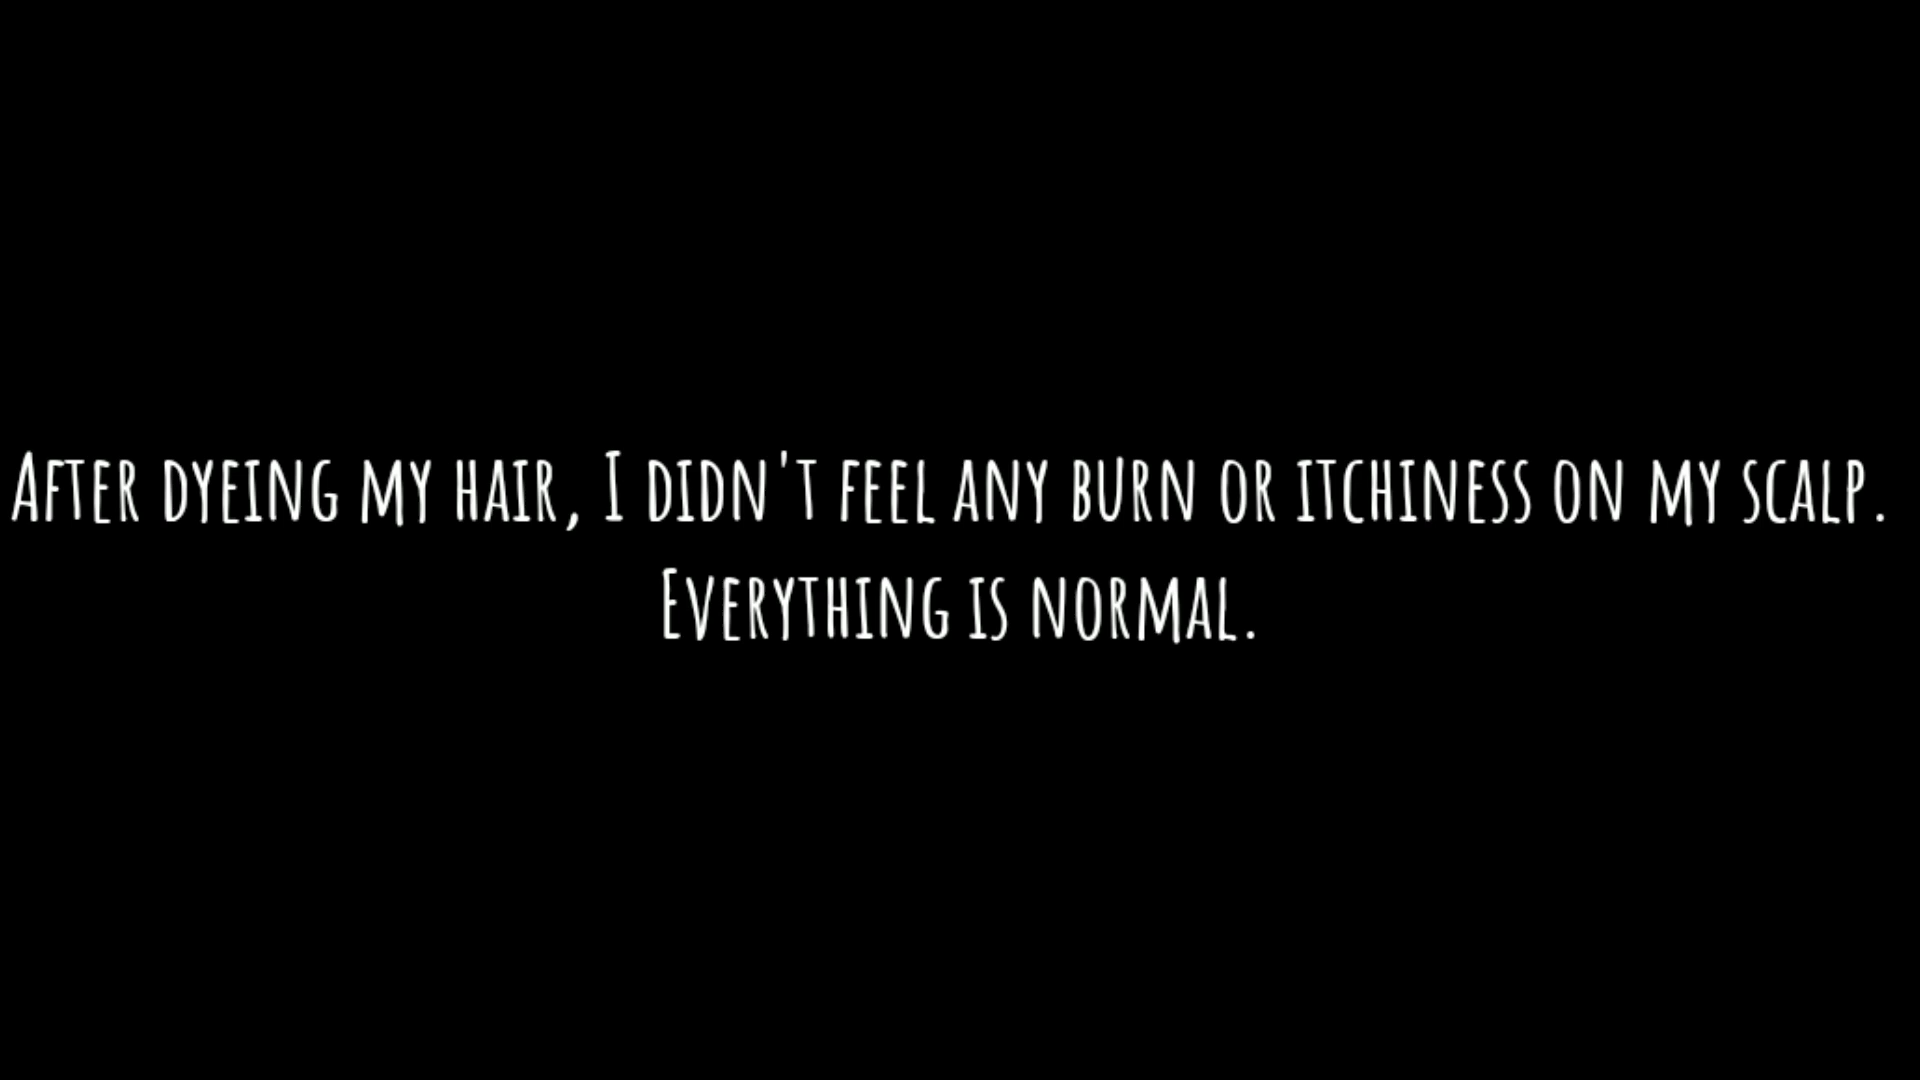 After dyeing my hair, I didn't feel any burn or itchiness on my scalp.
Everything is normal.